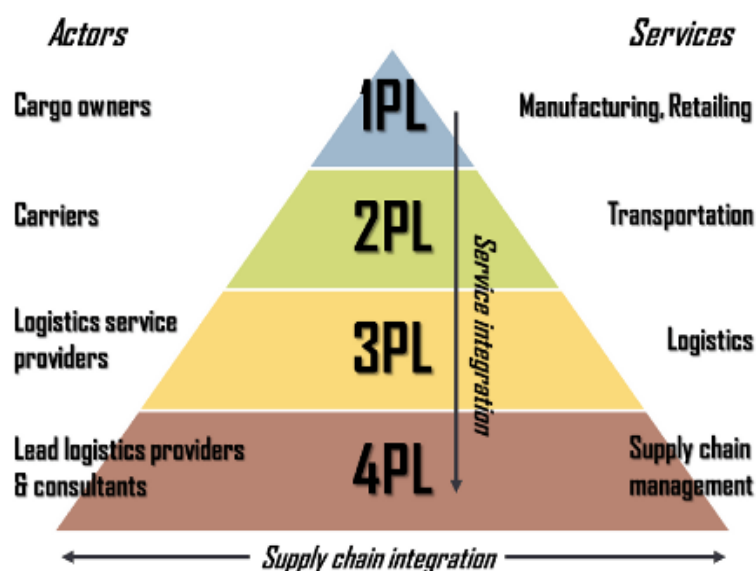 Actors
Services
Cargo owners
1PL
Manufacturing, Retailing
Carriers
2PL
Transportation
Service integration
Logistics service
providers
3PL
Logistics
Lead logistics providers
& consultants
4PL
Supply chain
management
Supply chain integration